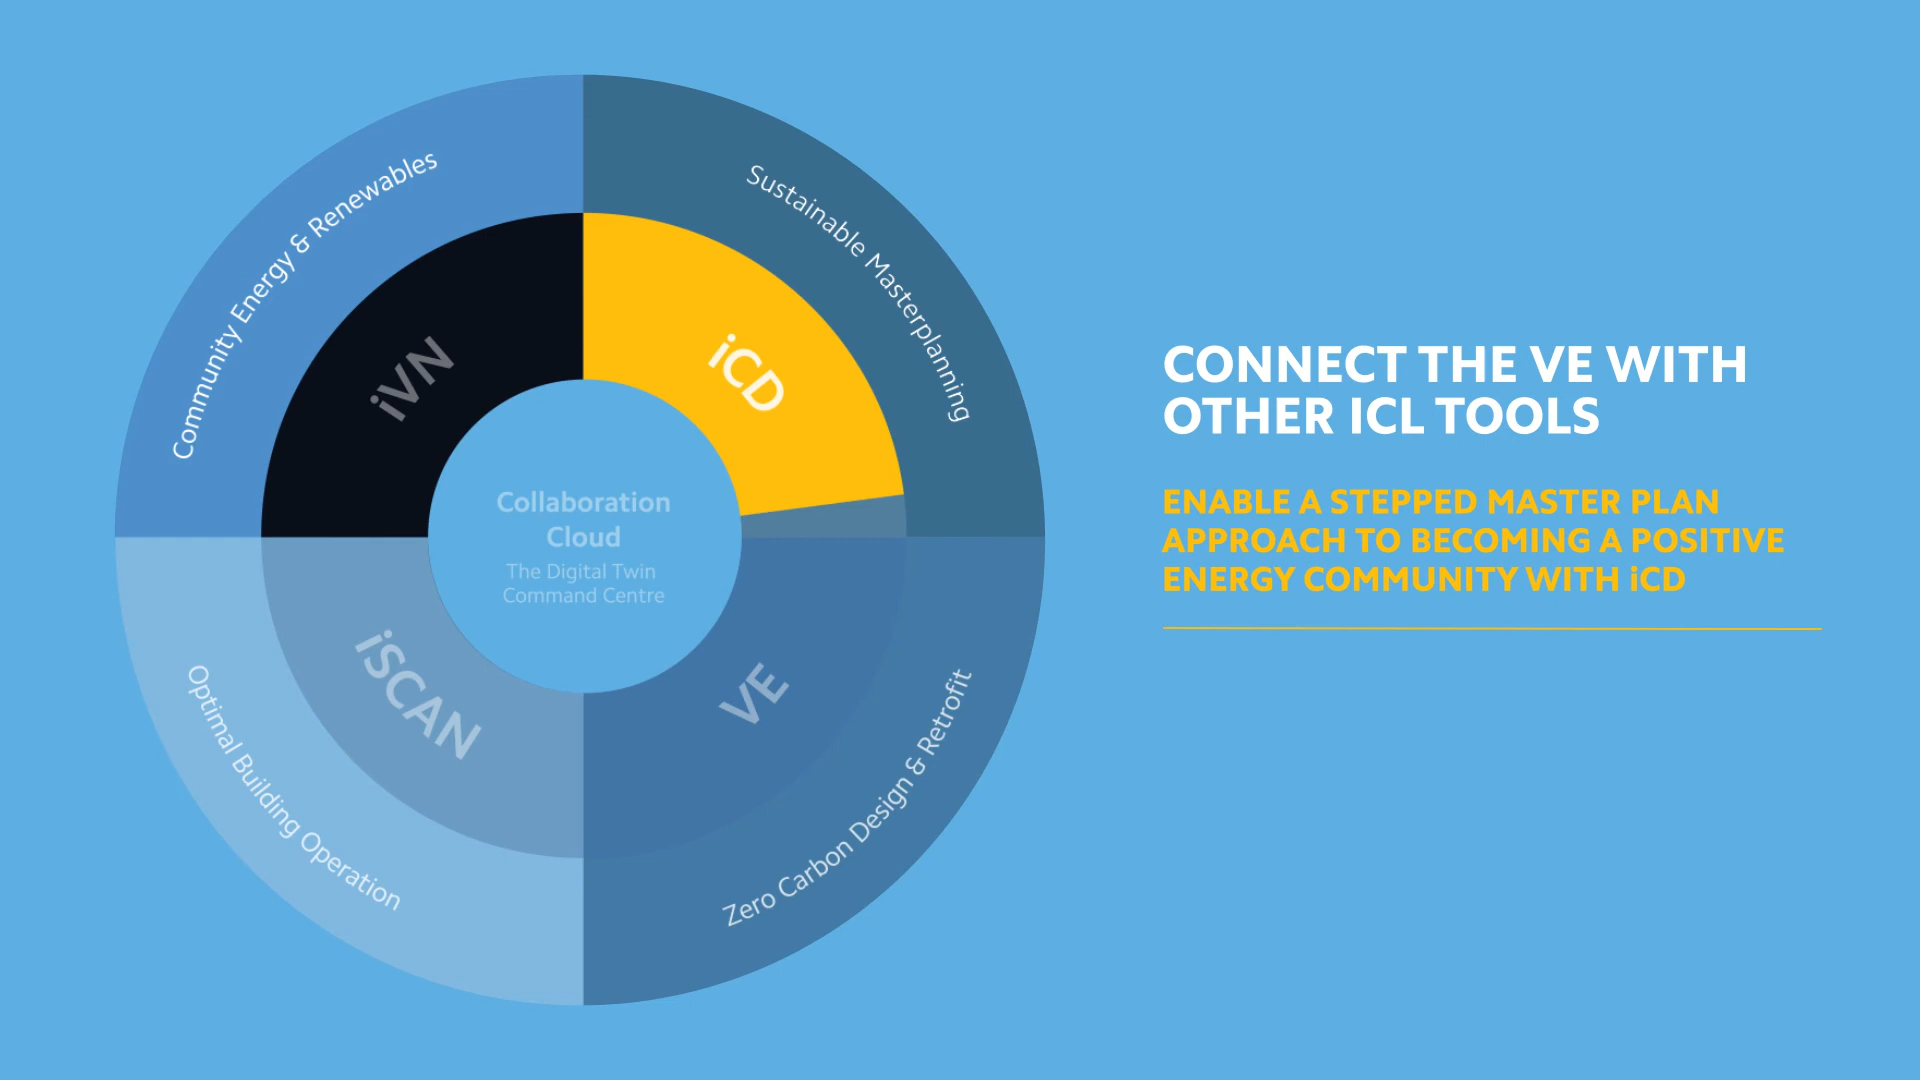 Community Energy & Renewables
Sustainable Masterplanning
iVN
iCD
Collaboration
Cloud
The Digital Twin
Command Centre
iSCAN
VE
Optimal Building Operation
Zero Carbon Design & Retrofit
CONNECT THE VE WITH
OTHER ICL TOOLS
ENABLE A STEPPED MASTER PLAN
APPROACH TO BECOMING A POSITIVE
ENERGY COMMUNITY WITH iCD